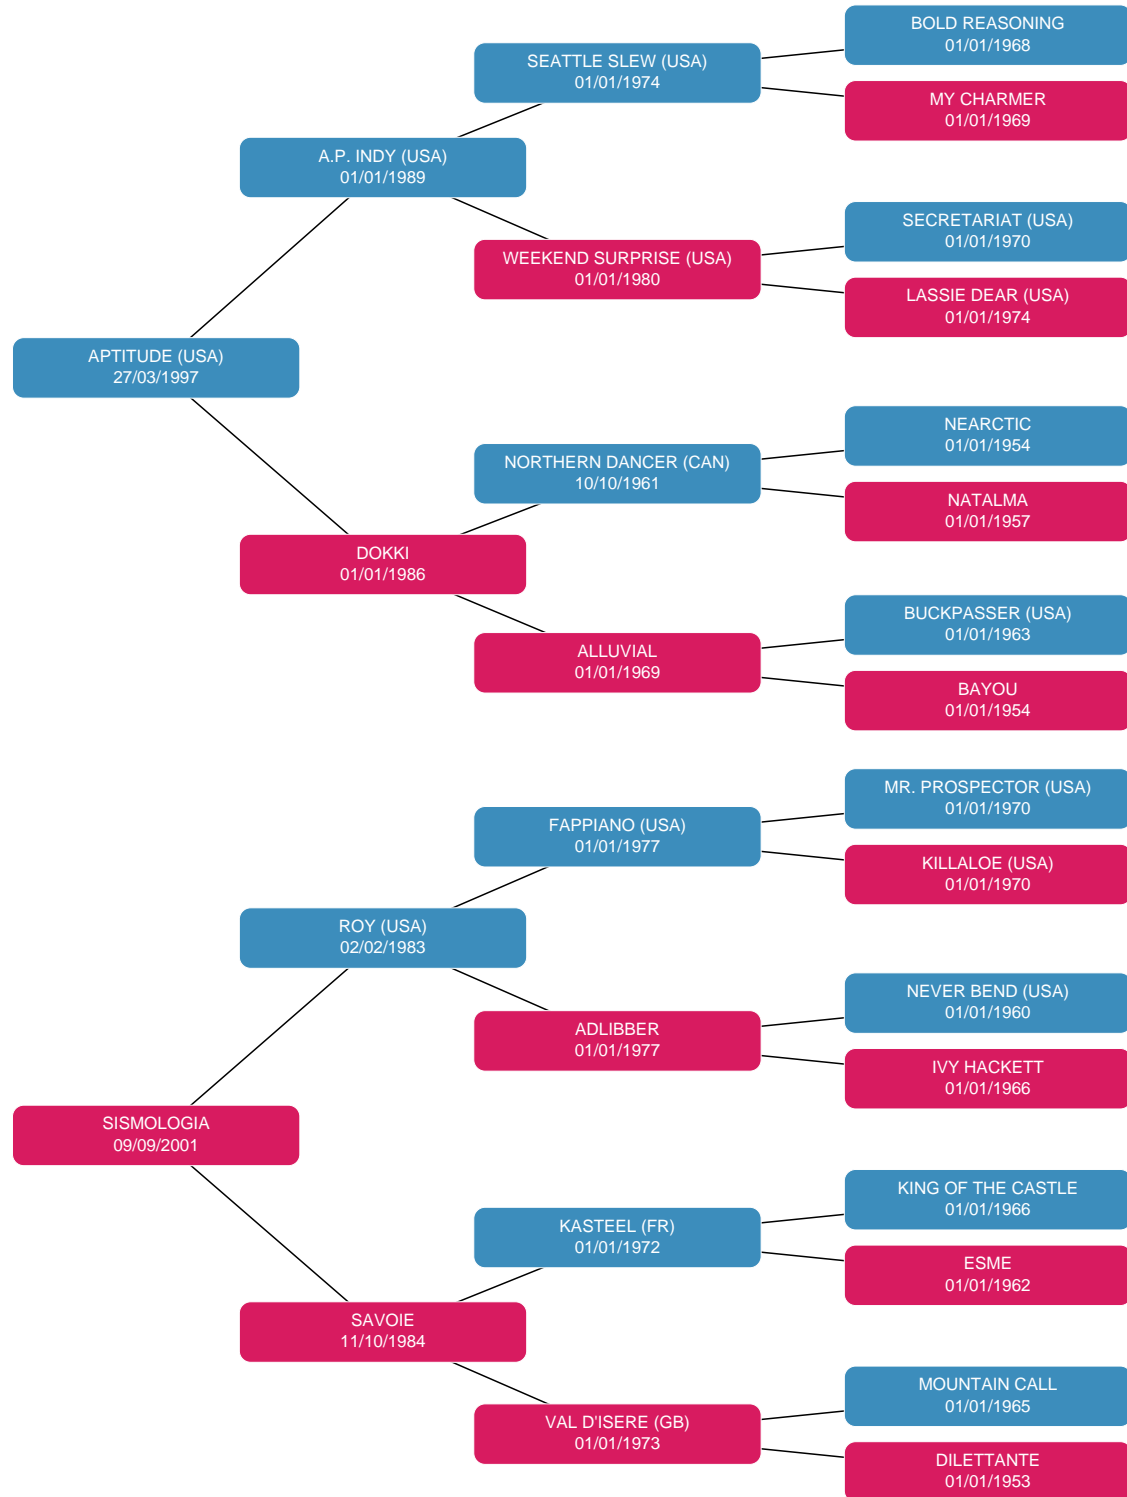 BOLD REASONING
01/01/1968
SEATTLE SLEW (USA)
01/01/1974
MY CHARMER
01/01/1969
A.P. INDY (USA)
01/01/1989
SECRETARIAT (USA)
01/01/1970
WEEKEND SURPRISE (USA)
01/01/1980
LASSIE DEAR (USA)
01/01/1974
APTITUDE (USA)
27/03/1997
NEARCTIC
01/01/1954
NORTHERN DANCER (CAN)
10/10/1961
NATALMA
01/01/1957
DOKKI
01/01/1986
BUCKPASSER (USA)
01/01/1963
ALLUVIAL
01/01/1969
BAYOU
01/01/1954
MR. PROSPECTOR (USA)
01/01/1970
FAPPIANO (USA)
01/01/1977
KILLALOE (USA)
01/01/1970
ROY (USA)
02/02/1983
NEVER BEND (USA)
01/01/1960
ADLIBBER
01/01/1977
IVY HACKETT
01/01/1966
SISMOLOGIA
09/09/2001
KING OF THE CASTLE
01/01/1966
KASTEEL (FR)
01/01/1972
ESME
01/01/1962
SAVOIE
11/10/1984
MOUNTAIN CALL
01/01/1965
VAL D'ISERE (GB)
01/01/1973
DILETTANTE
01/01/1953